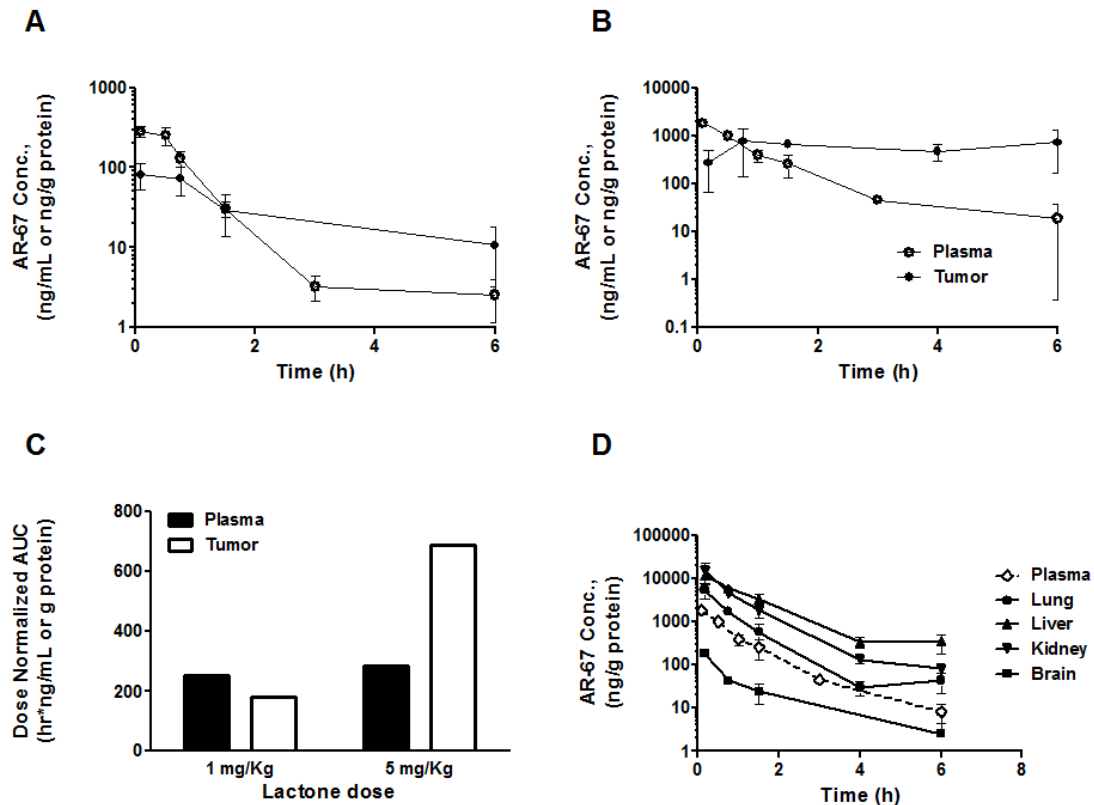 A
AR-67 Conc.,
(ng/mL or ng/g protein)
1000
100
10
1
0
2
4
6
Time (h)
B
AR-67 Conc.,
(ng/mL or ng/g protein)
10000
1000
100
10
1
0.1
Plasma
Tumor
0
2
4
6
Time (h)
C
Dose Normalized AUC
(hr*ng/mL or g protein)
800
600
400
200
0
Plasma
Tumor
1 mg/Kg
5 mg/Kg
Lactone dose
D
AR-67 Conc.,
(ng/g protein)
100000
10000
1000
100
10
1
Plasma
Lung
Liver
Kidney
Brain
0
2
4
6
8
Time (h)